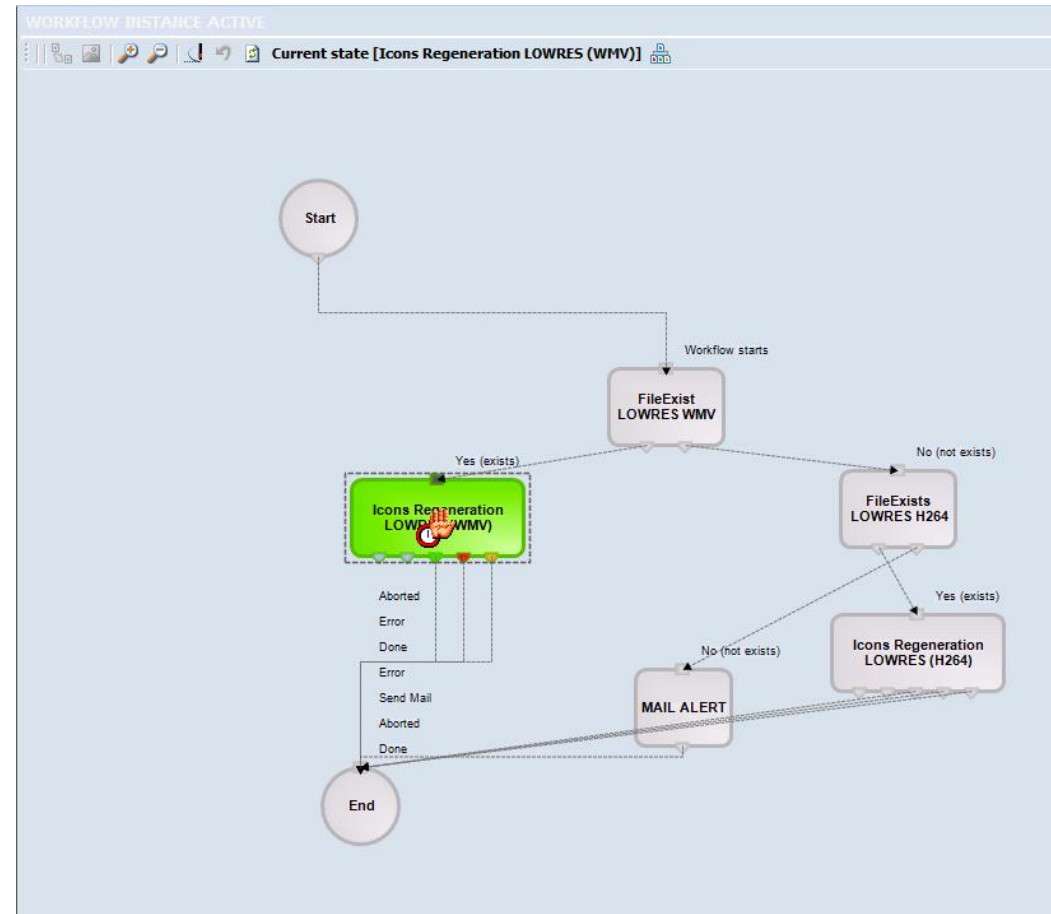 WORKFLOW INSTANCE ACTIVE
Current state [Icons Regeneration LOWRES (WMV)]
Start
Workflow starts
FileExist
LOWRES WMV
Yes (exists)
No (not exists)
Icons Regeneration
LOWRES (WMV)
FileExists
LOWRES H264
Aborted
Error
Done
Error
Send Mail
Aborted
Done
Yes (exists)
No (not exists)
Icons Regeneration
LOWRES (H264)
MAIL ALERT
End